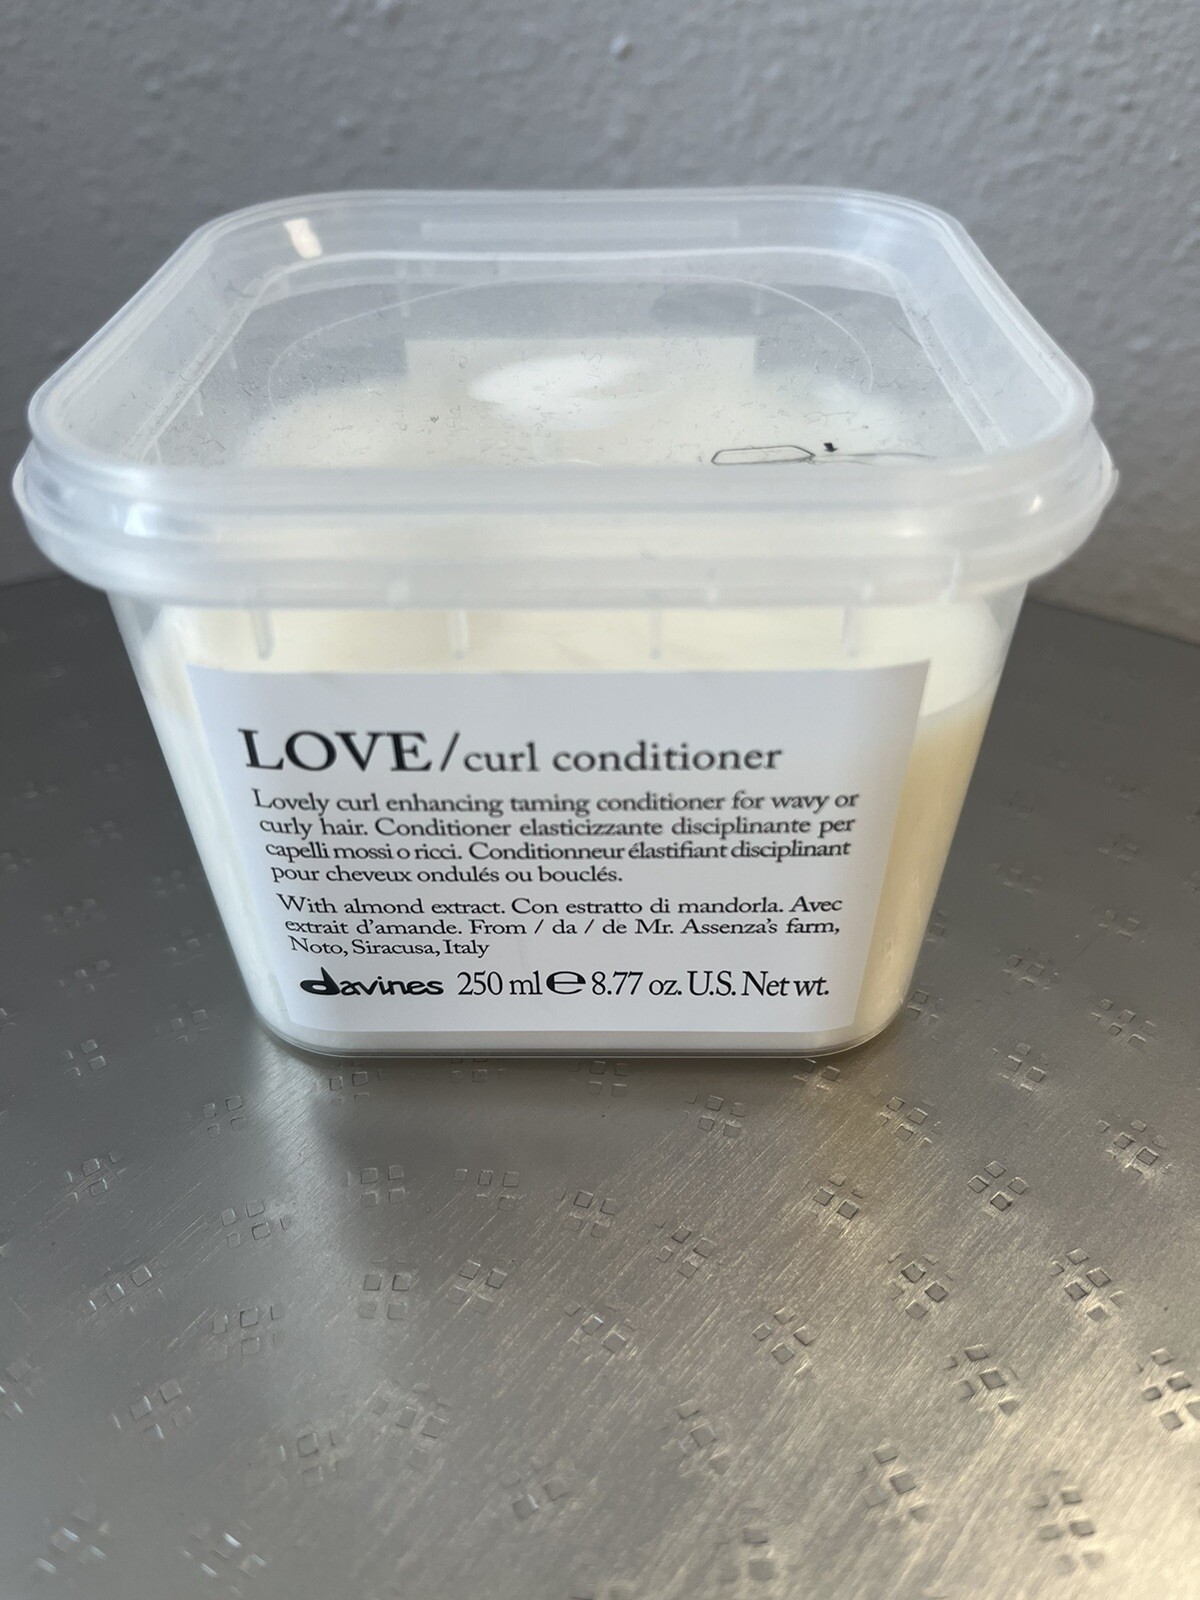 LOVE/curl conditioner
Lovely curl enhancing taming conditioner for wavy or
curly hair. Conditioner elasticizzante disciplinante per
capelli mossi o ricci. Conditionneur élastifiant disciplinant
pour cheveux ondulés ou bouclés.
With almond extract. Con estratto di mandorla. Avec
extrait d'amande. From / da / de Mr. Assenza's farm,
Noto, Siracusa, Italy
davines 250 ml ℮ 8.77 oz. U.S. Net wt.